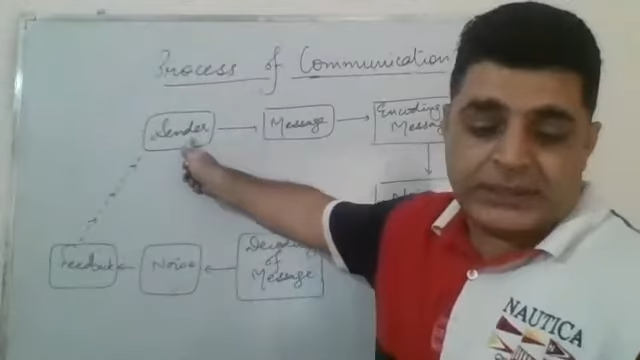 Process of Communication
Sender
Message
Encoding
Message
Decoding
of
Message
Noise
Feedback
NAUTICA